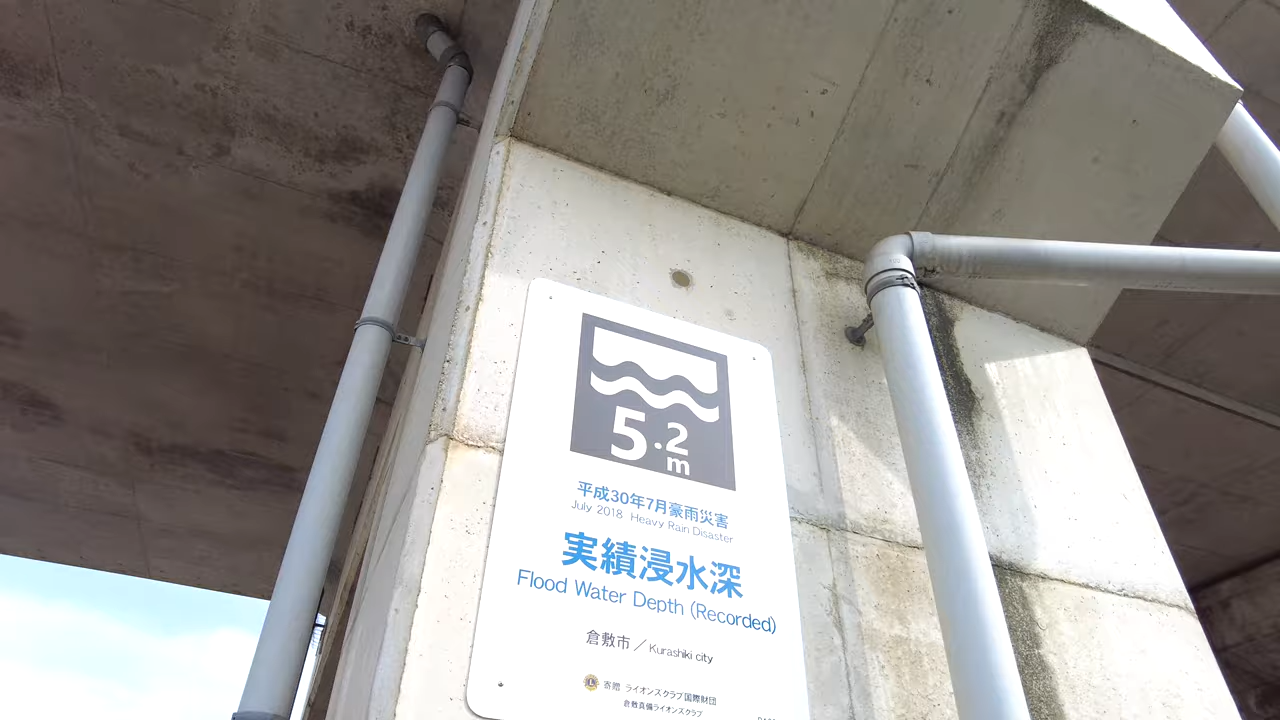 5.2
m
平成30年7月豪雨災害
July 2018 Heavy Rain Disaster
実績浸水深
Flood Water Depth (Recorded)
倉敷市／Kurashiki city
寄贈 ライオンズクラブ国際財団
倉敷真備ライオンズクラブ